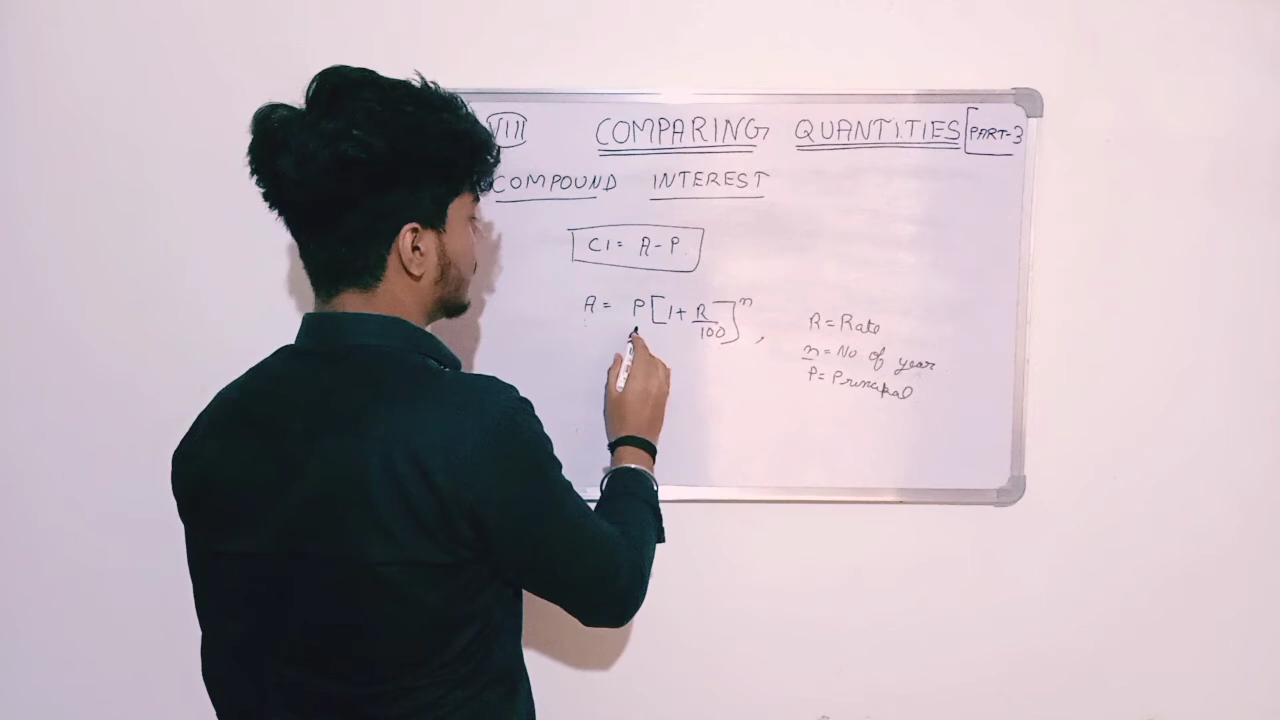 VIII COMPARING QUANTITIES [PART-3
COMPOUND INTEREST
CI = A - P
A = P[1 + R/100]^n ,
R = Rate
n = No of year
P = Principal